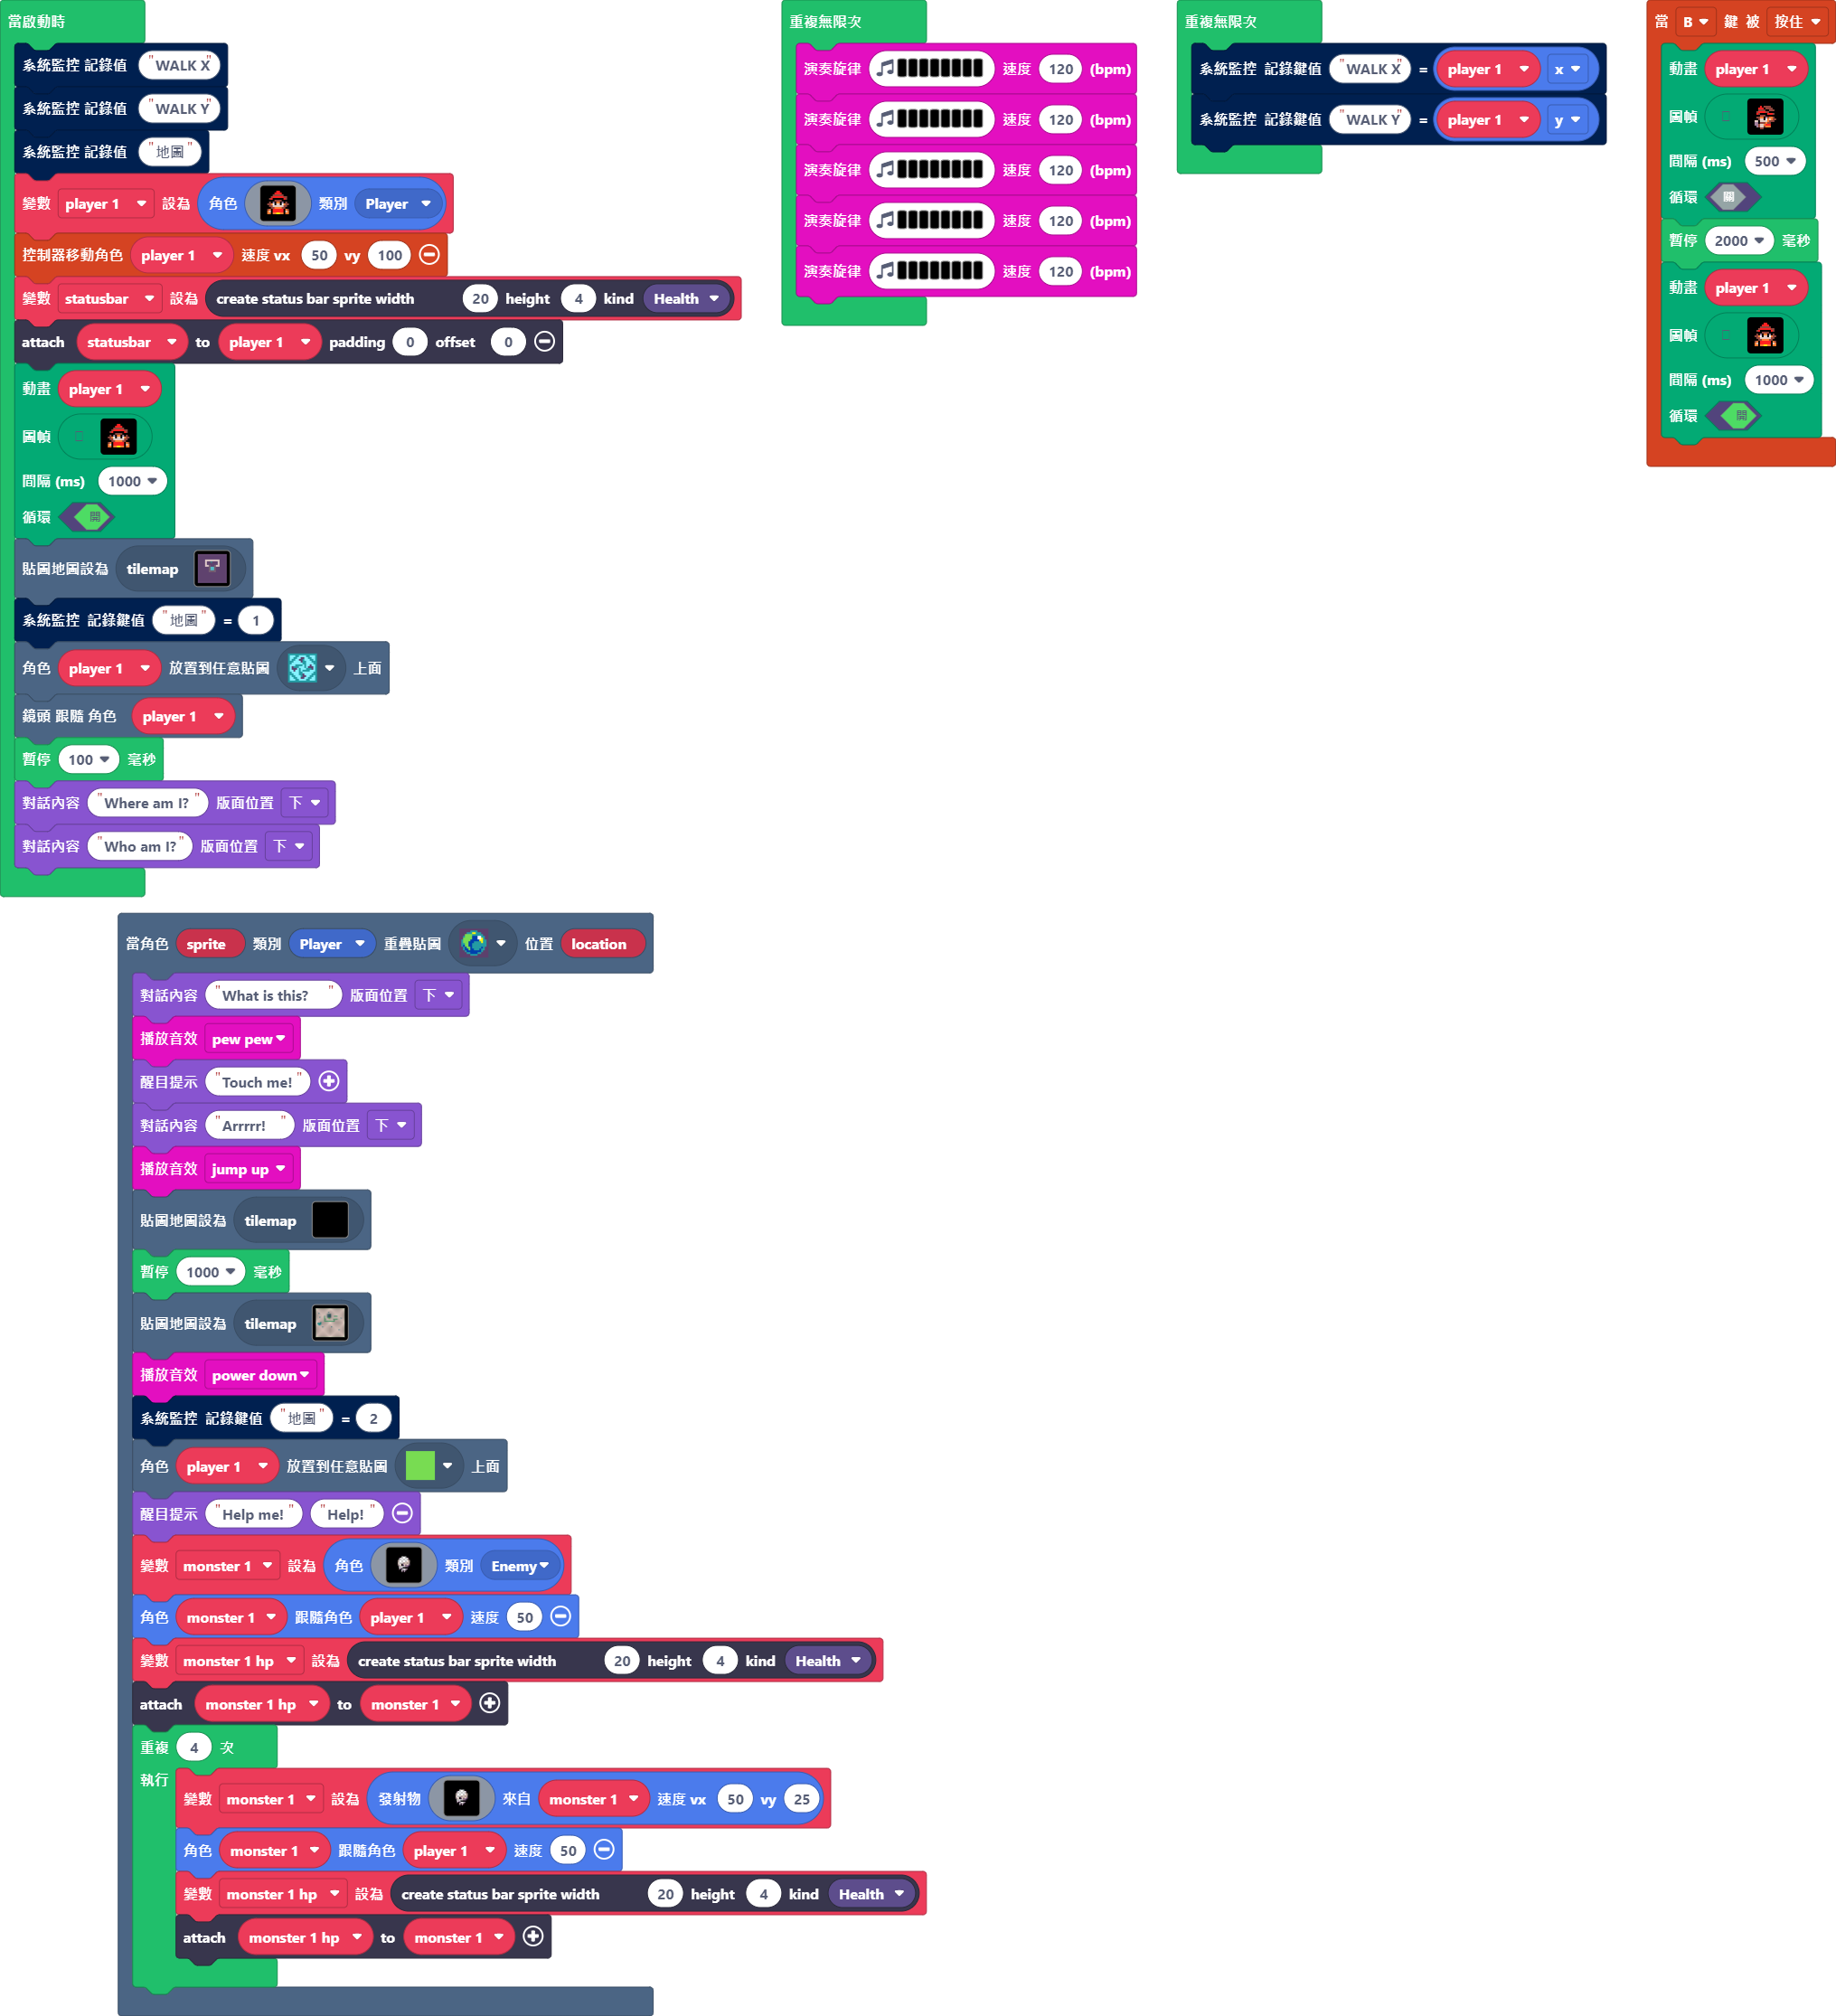 當啟動時
系統監控 記錄值 "WALK X"
系統監控 記錄值 "WALK Y"
系統監控 記錄值 "地圖"
變數 player 1 設為 角色 類別 Player
控制器移動角色 player 1 速度 vx 50 vy 100
變數 statusbar 設為 create status bar sprite width 20 height 4 kind Health
attach statusbar to player 1 padding 0 offset 0
動畫 player 1
圖幀
間隔 (ms) 1000
循環 開
貼圖地圖設為 tilemap
系統監控 記錄鍵值 "地圖" = 1
角色 player 1 放置到任意貼圖 上面
鏡頭 跟隨 角色 player 1
暫停 100 毫秒
對話內容 "Where am I?" 版面位置 下
對話內容 "Who am I?" 版面位置 下
重複無限次
演奏旋律 速度 120 (bpm)
演奏旋律 速度 120 (bpm)
演奏旋律 速度 120 (bpm)
演奏旋律 速度 120 (bpm)
演奏旋律 速度 120 (bpm)
重複無限次
系統監控 記錄鍵值 "WALK X" = player 1 x
系統監控 記錄鍵值 "WALK Y" = player 1 y
當 B 鍵 被 按住
動畫 player 1
圖幀
間隔 (ms) 500
循環 關
暫停 2000 毫秒
動畫 player 1
圖幀
間隔 (ms) 1000
循環 開
當角色 sprite 類別 Player 重疊貼圖 位置 location
對話內容 "What is this? " 版面位置 下
播放音效 pew pew
醒目提示 "Touch me!"
對話內容 "Arrrrr! " 版面位置 下
播放音效 jump up
貼圖地圖設為 tilemap
暫停 1000 毫秒
貼圖地圖設為 tilemap
播放音效 power down
系統監控 記錄鍵值 "地圖" = 2
角色 player 1 放置到任意貼圖 上面
醒目提示 "Help me!" "Help!"
變數 monster 1 設為 角色 類別 Enemy
角色 monster 1 跟隨角色 player 1 速度 50
變數 monster 1 hp 設為 create status bar sprite width 20 height 4 kind Health
attach monster 1 hp to monster 1
重複 4 次
執行
變數 monster 1 設為 發射物 來自 monster 1 速度 vx 50 vy 25
角色 monster 1 跟隨角色 player 1 速度 50
變數 monster 1 hp 設為 create status bar sprite width 20 height 4 kind Health
attach monster 1 hp to monster 1